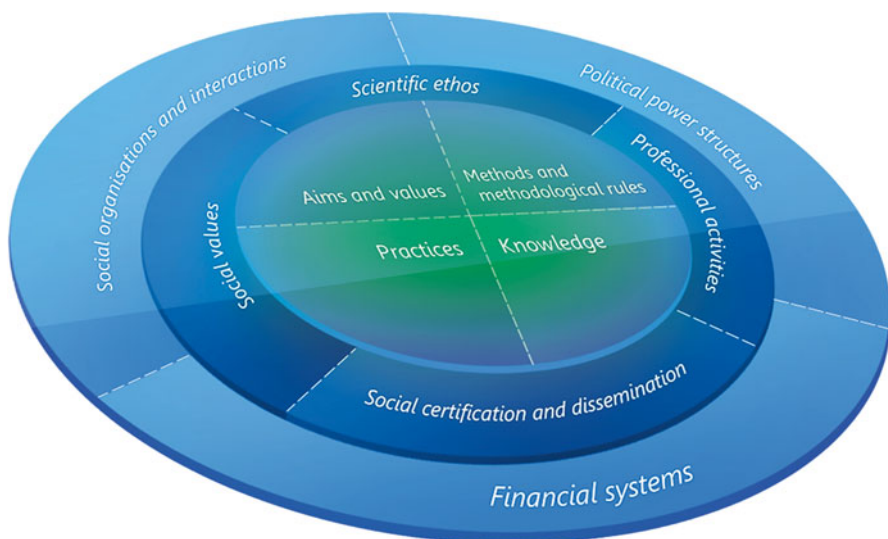 Social organisations and interactions
Political power structures
Scientific ethos
Professional activities
Social values
Aims and values
Methods and
methodological rules
Practices
Knowledge
Social certification and dissemination
Financial systems